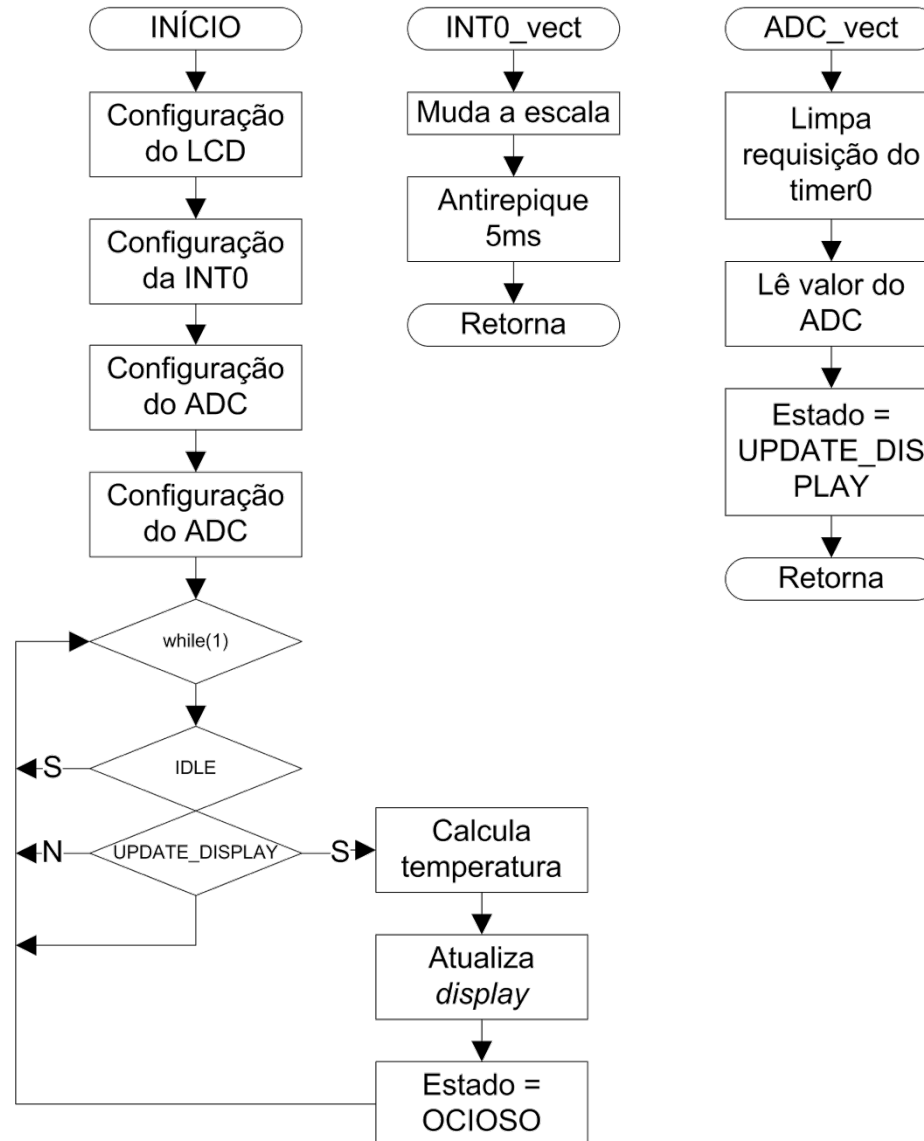 INÍCIO
Configuração
do LCD
Configuração
da INT0
Configuração
do ADC
Configuração
do ADC
while(1)
IDLE
S
UPDATE_DISPLAY
N
S
Calcula
temperatura
Atualiza
display
Estado =
OCIOSO
INT0_vect
Muda a escala
Antirepique
5ms
Retorna
ADC_vect
Limpa
requisição do
timer0
Lê valor do
ADC
Estado =
UPDATE_DIS
PLAY
Retorna